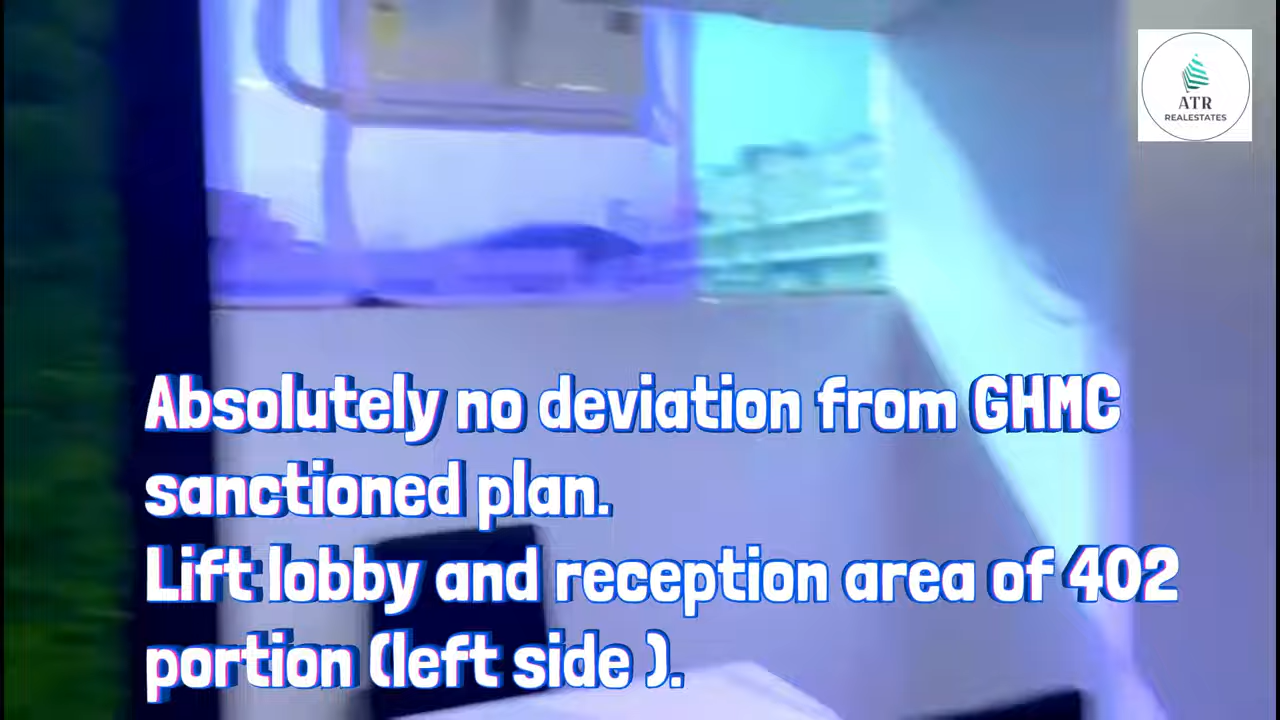 ATR
REALESTATES
Absolutely no deviation from GHMC
sanctioned plan.
Lift lobby and reception area of 402
portion (left side ).